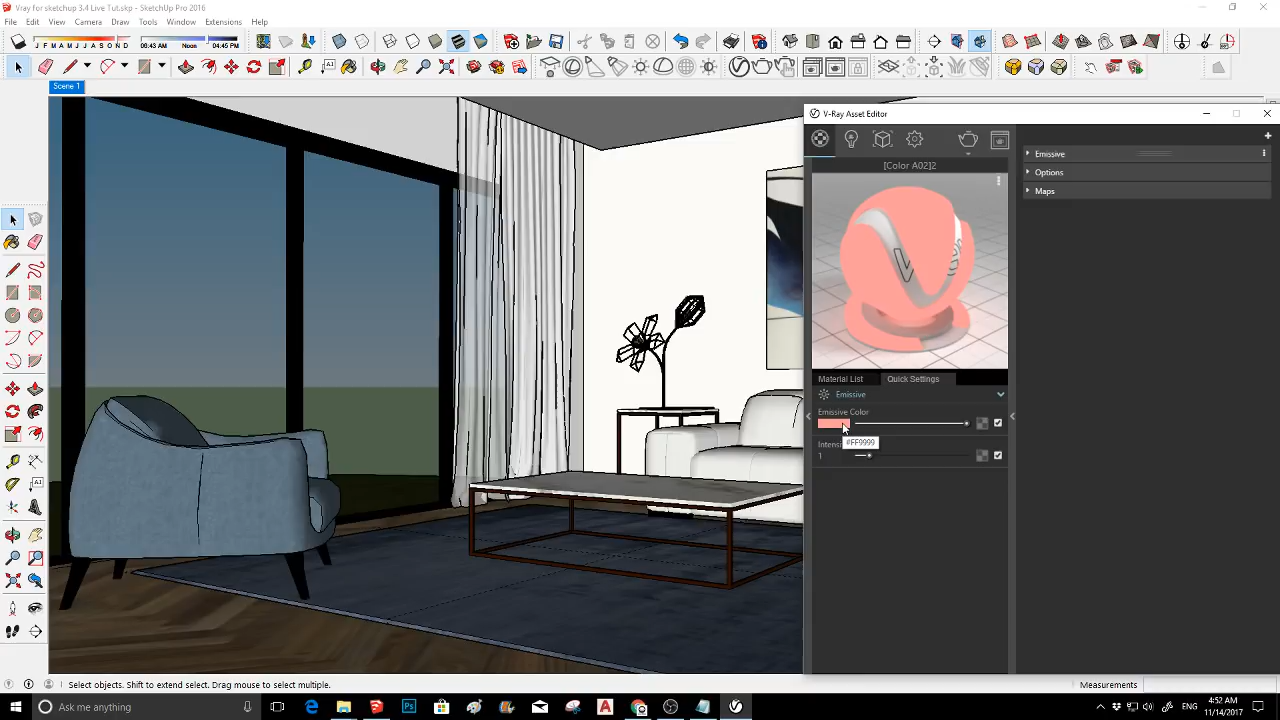 Vray for sketchup 3.4 Live Tut.skp - SketchUp Pro 2016
File Edit View Camera Draw Tools Window Extensions Help
J F M A M J J A S O N D 06:43 AM Noon 04:45 PM
Scene 1
V-Ray Asset Editor
[Color A02]2
Emissive
Options
Maps
Material List Quick Settings
Emissive
Emissive Color
#FF9999
1
Select objects. Shift to extend select. Drag mouse to select multiple.
Measurements
Ask me anything
ENG
4:52 AM
11/14/2017